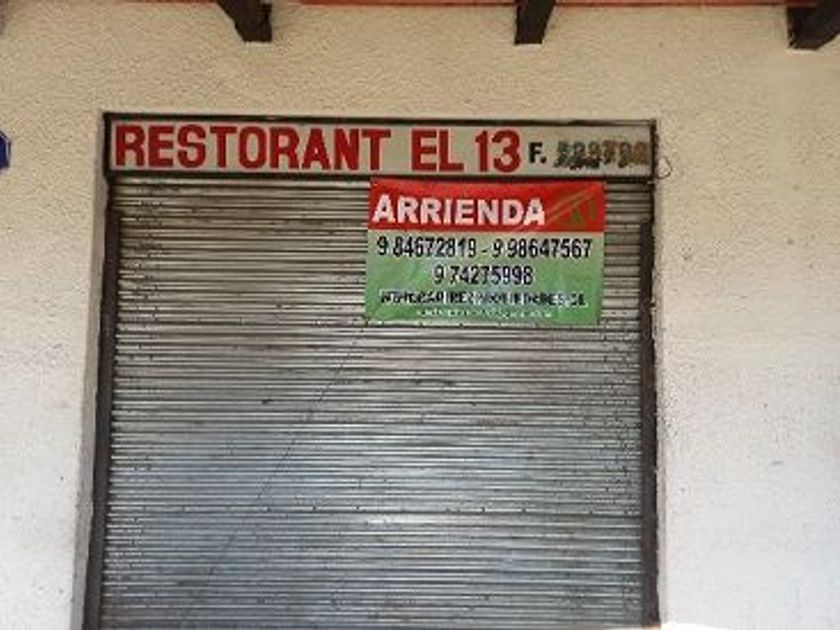 RESTORANT EL 13 F.
ARRIENDA
9 84672819 - 9 98647567
9 74275998